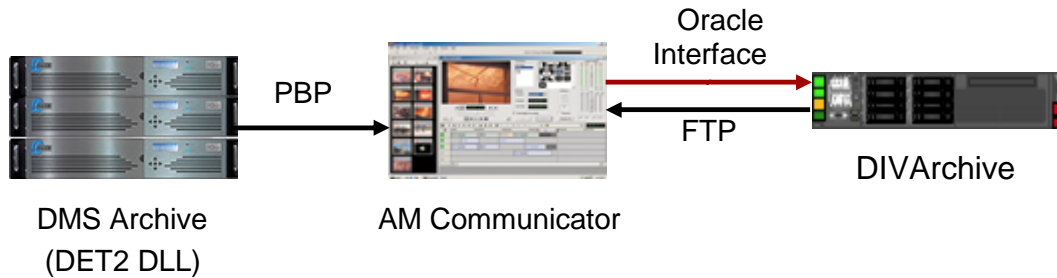 Oracle
Interface
PBP
FTP
DIVArchive
DMS Archive
(DET2 DLL)
AM Communicator